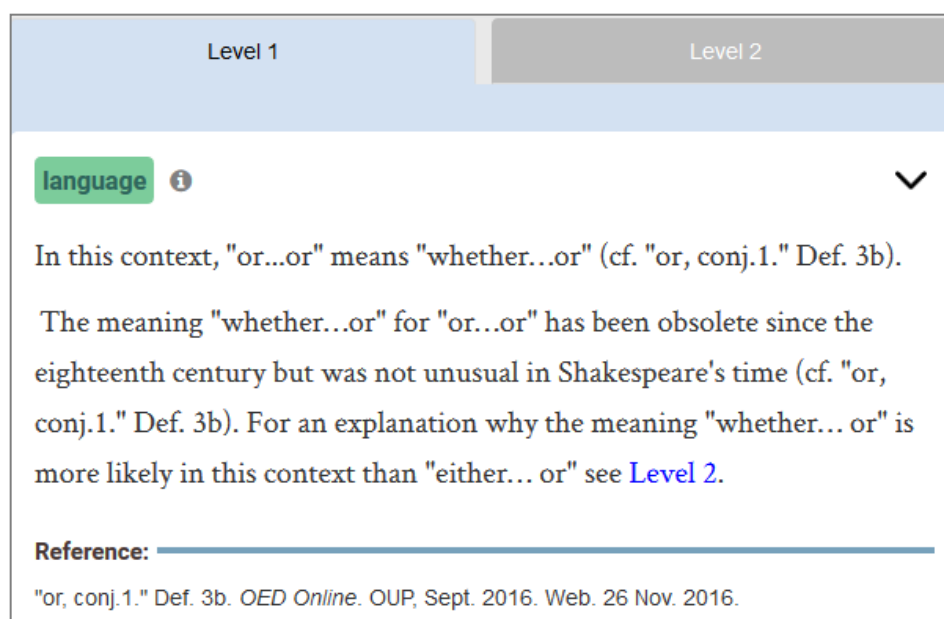 Level 1
Level 2
language
In this context, "or...or" means "whether…or" (cf. "or, conj.1." Def. 3b).
The meaning "whether…or" for "or…or" has been obsolete since the
eighteenth century but was not unusual in Shakespeare's time (cf. "or,
conj.1." Def. 3b). For an explanation why the meaning "whether… or" is
more likely in this context than "either… or" see Level 2.
Reference:
"or, conj.1." Def. 3b. OED Online. OUP, Sept. 2016. Web. 26 Nov. 2016.